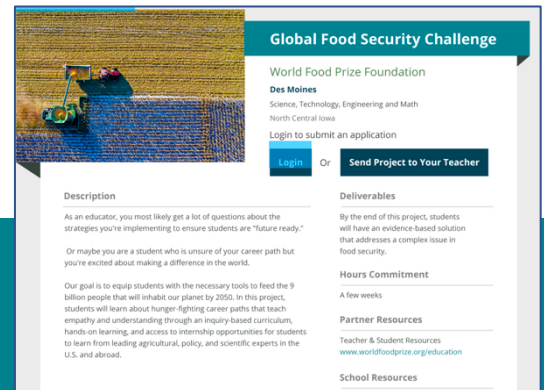 Global Food Security Challenge
World Food Prize Foundation
Des Moines
Science, Technology, Engineering and Math
North Central Iowa
Login to submit an application
Login Or Send Project to Your Teacher
Description
As an educator, you most likely get a lot of questions about the
strategies you're implementing to ensure students are "future ready."
Or maybe you are a student who is unsure of your career path but
you're excited about making a difference in the world.
Our goal is to equip students with the necessary tools to feed the 9
billion people that will inhabit our planet by 2050. In this project,
students will learn about hunger-fighting career paths that teach
empathy and understanding through an inquiry-based curriculum,
hands-on learning, and access to internship opportunities for students
to learn from leading agricultural, policy, and scientific experts in the
U.S. and abroad.
Deliverables
By the end of this project, students
will have an evidence-based solution
that addresses a complex issue in
food security.
Hours Commitment
A few weeks
Partner Resources
Teacher & Student Resources
www.worldfoodprize.org/education
School Resources